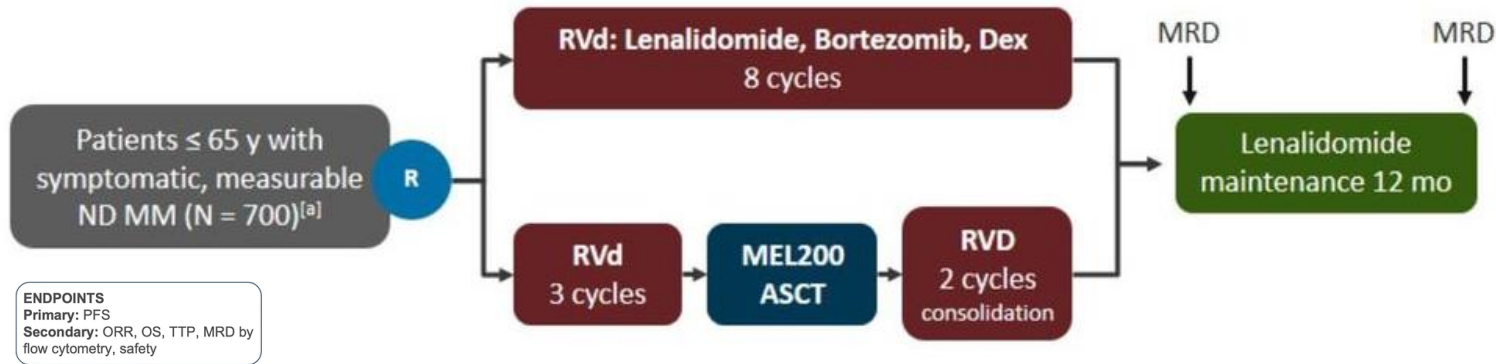 Patients ≤ 65 y with
symptomatic, measurable
ND MM (N = 700)[a]
R
RVd: Lenalidomide, Bortezomib, Dex
8 cycles
RVd
3 cycles
MEL200
ASCT
RVD
2 cycles
consolidation
MRD
MRD
Lenalidomide
maintenance 12 mo
ENDPOINTS
Primary: PFS
Secondary: ORR, OS, TTP, MRD by
flow cytometry, safety